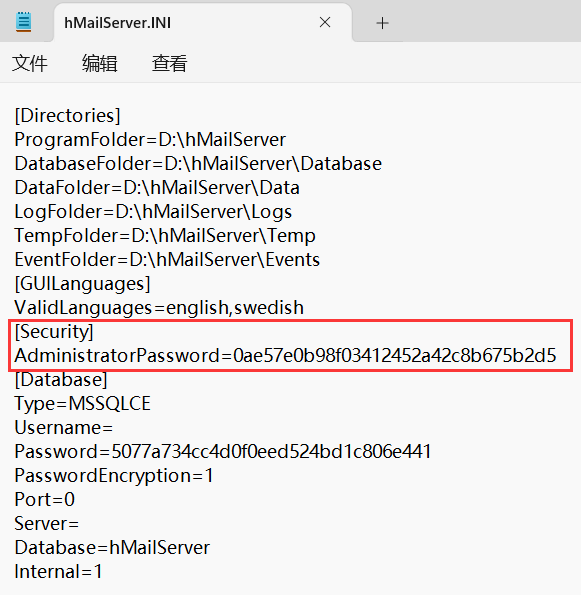 hMailServer.INI
文件 编辑 查看
[Directories]
ProgramFolder=D:\hMailServer
DatabaseFolder=D:\hMailServer\Database
DataFolder=D:\hMailServer\Data
LogFolder=D:\hMailServer\Logs
TempFolder=D:\hMailServer\Temp
EventFolder=D:\hMailServer\Events
[GUILanguages]
ValidLanguages=english,swedish
[Security]
AdministratorPassword=0ae57e0b98f03412452a42c8b675b2d5
[Database]
Type=MSSQLCE
Username=
Password=5077a734cc4d0f0eed524bd1c806e441
PasswordEncryption=1
Port=0
Server=
Database=hMailServer
Internal=1